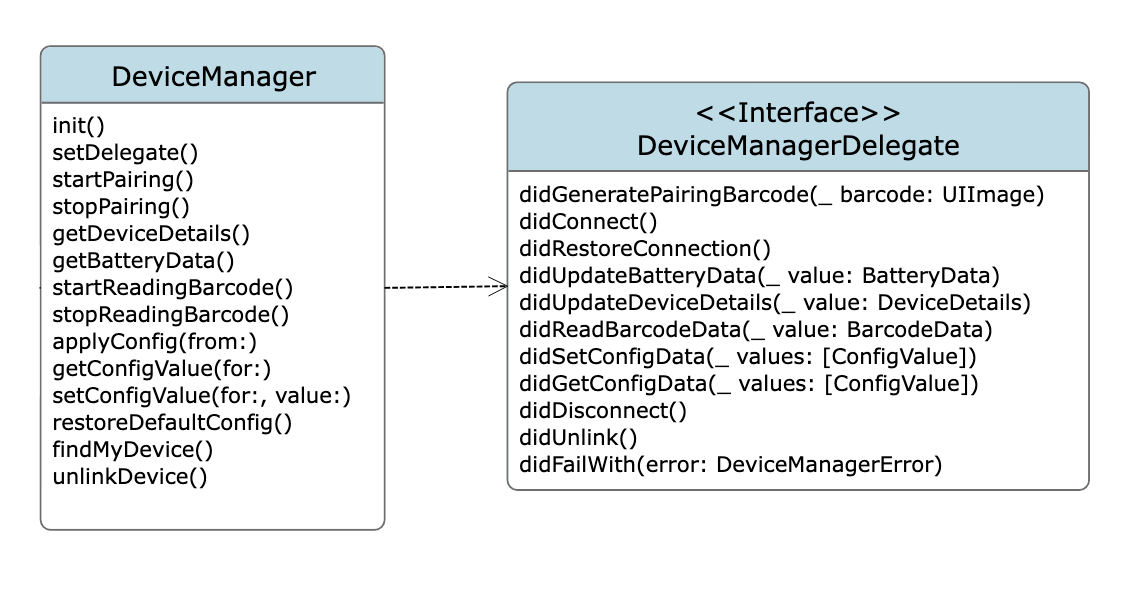 DeviceManager
init()
setDelegate()
startPairing()
stopPairing()
getDeviceDetails()
getBatteryData()
startReadingBarcode()
stopReadingBarcode()
applyConfig(from:)
getConfigValue(for:)
setConfigValue(for:, value:)
restoreDefaultConfig()
findMyDevice()
unlinkDevice()
<<Interface>>
DeviceManagerDelegate
didGeneratePairingBarcode(_ barcode: UIImage)
didConnect()
didRestoreConnection()
didUpdateBatteryData(_ value: BatteryData)
didUpdateDeviceDetails(_ value: DeviceDetails)
didReadBarcodeData(_ value: BarcodeData)
didSetConfigData(_ values: [ConfigValue])
didGetConfigData(_ values: [ConfigValue])
didDisconnect()
didUnlink()
didFailWith(error: DeviceManagerError)